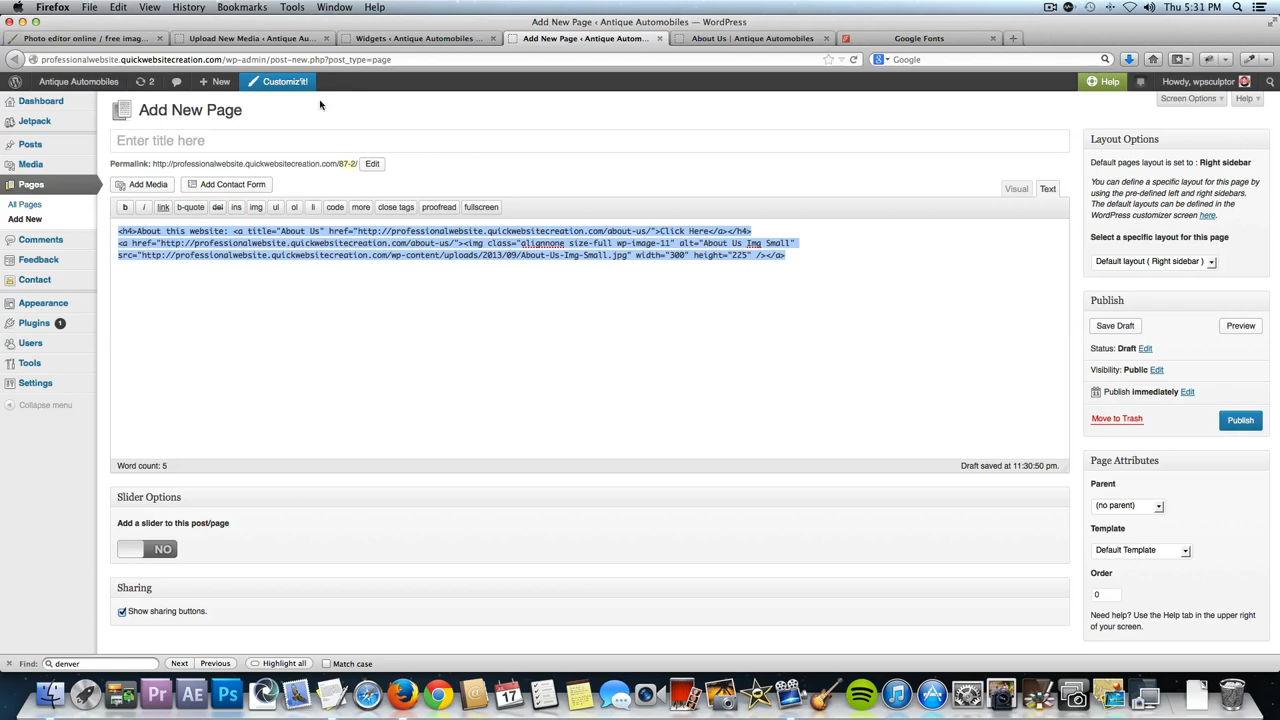 Firefox File Edit View History Bookmarks Tools Window Help Thu 5:31 PM
Add New Page ‹ Antique Automobiles — WordPress
Photo editor online / free imag... × Upload New Media ‹ Antique Au... × Widgets ‹ Antique Automobiles ... × Add New Page ‹ Antique Autom... × About Us | Antique Automobiles × Google Fonts × +
professionalwebsite.quickwebsitecreation.com/wp-admin/post-new.php?post_type=page Google
Antique Automobiles 2 + New Customiz'it! Help Howdy, wpsculptor
Dashboard
Jetpack
Posts
Media
Pages
All Pages
Add New
Comments
Feedback
Contact
Appearance
Plugins 1
Users
Tools
Settings
Collapse menu
Screen Options Help
Add New Page
Enter title here
Permalink: http://professionalwebsite.quickwebsitecreation.com/87-2/ Edit
Add Media Add Contact Form Visual Text
b i link b-quote del ins img ul ol li code more close tags proofread fullscreen
<h4>About this website: <a title="About Us" href="http://professionalwebsite.quickwebsitecreation.com/about-us/">Click Here</a></h4>
<a href="http://professionalwebsite.quickwebsitecreation.com/about-us/"><img class="alignnone size-full wp-image-11" alt="About Us Img Small"
src="http://professionalwebsite.quickwebsitecreation.com/wp-content/uploads/2013/09/About-Us-Img-Small.jpg" width="300" height="225" /></a>
Word count: 5 Draft saved at 11:30:50 pm.
Slider Options
Add a slider to this post/page
NO
Sharing
Show sharing buttons.
Layout Options
Default pages layout is set to : Right sidebar
You can define a specific layout for this page by
using the pre-defined left and right sidebars.
The default layouts can be defined in the
WordPress customizer screen here.
Select a specific layout for this page
Default layout ( Right sidebar )
Publish
Save Draft Preview
Status: Draft Edit
Visibility: Public Edit
Publish immediately Edit
Move to Trash Publish
Page Attributes
Parent
(no parent)
Template
Default Template
Order
0
Need help? Use the Help tab in the upper right
of your screen.
× Find: denver Next Previous Highlight all Match case
Pr AE Ps 17